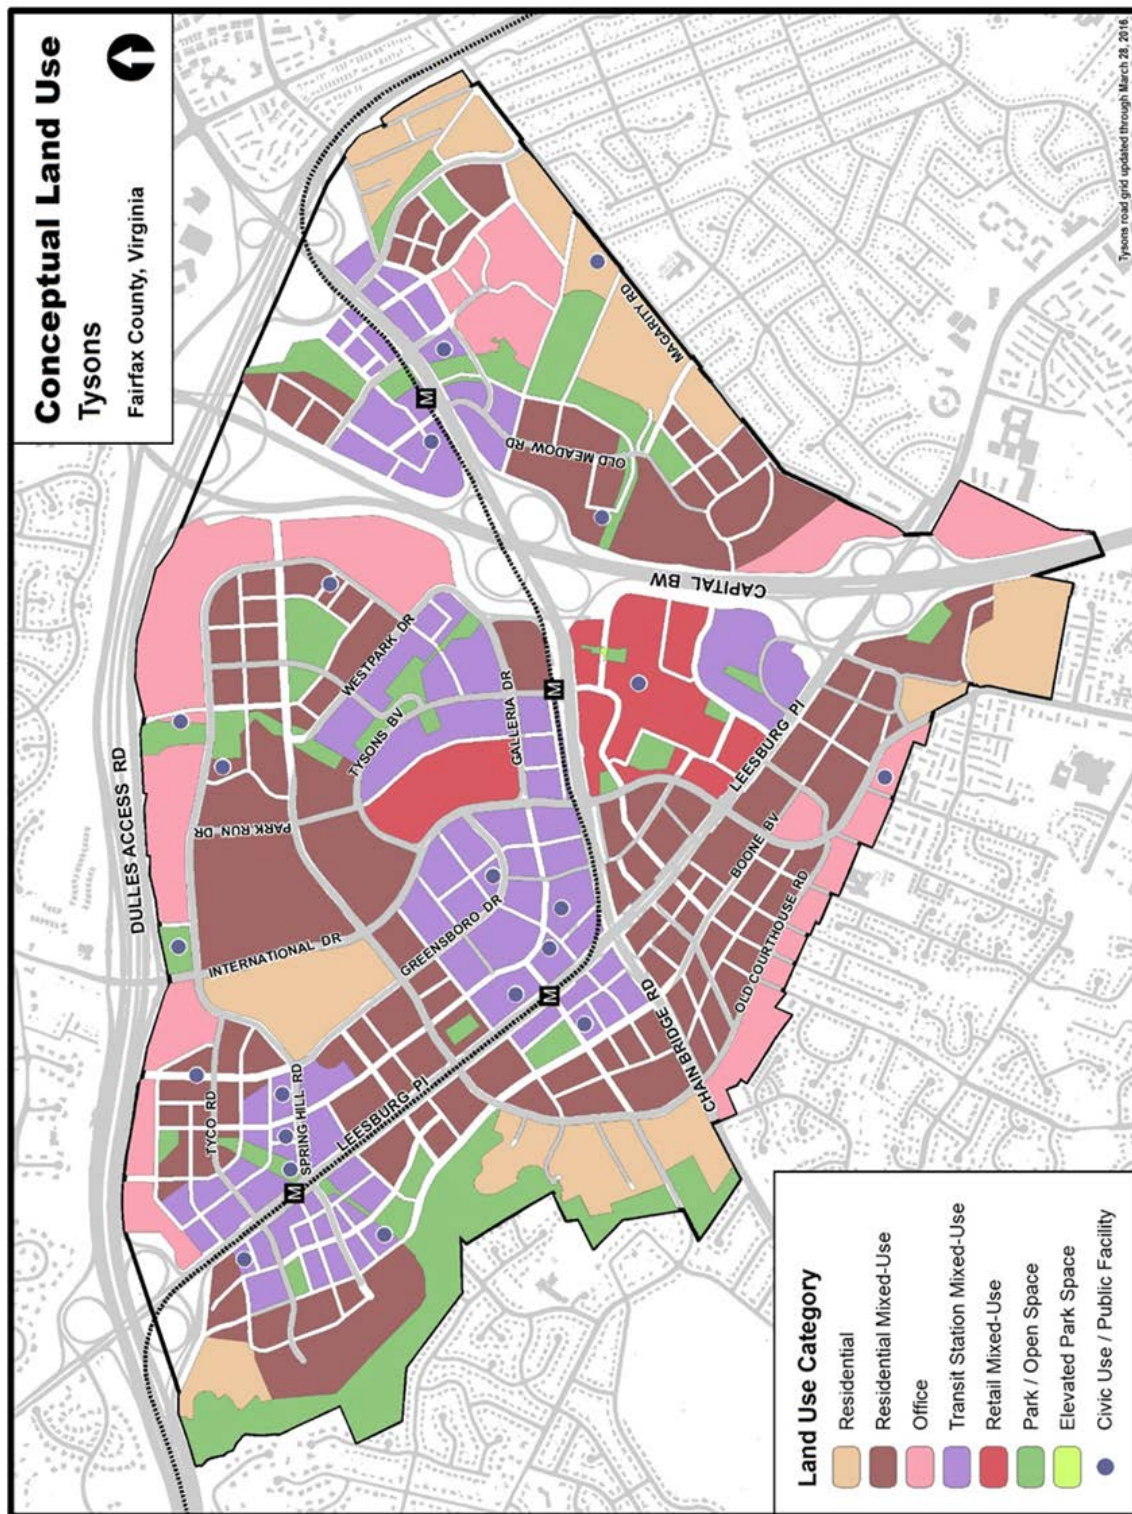 Conceptual Land Use
Tysons
Fairfax County, Virginia
DULLES ACCESS RD
TYCO RD
SPRING HILL RD
LEESBURG PI
INTERNATIONAL DR
PARK RUN DR
GREENSBORO DR
WESTPARK DR
TYSONS BV
GALLERIA DR
M
M
M
M
CHAIN BRIDGE RD
OLD COURTHOUSE RD
BOONE BV
LEESBURG PI
CAPITAL BW
OLD MEADOW RD
MAGARITY RD
Land Use Category
Residential
Residential Mixed-Use
Office
Transit Station Mixed-Use
Retail Mixed-Use
Park / Open Space
Elevated Park Space
Civic Use / Public Facility
Tysons road grid updated through March 28, 2016.